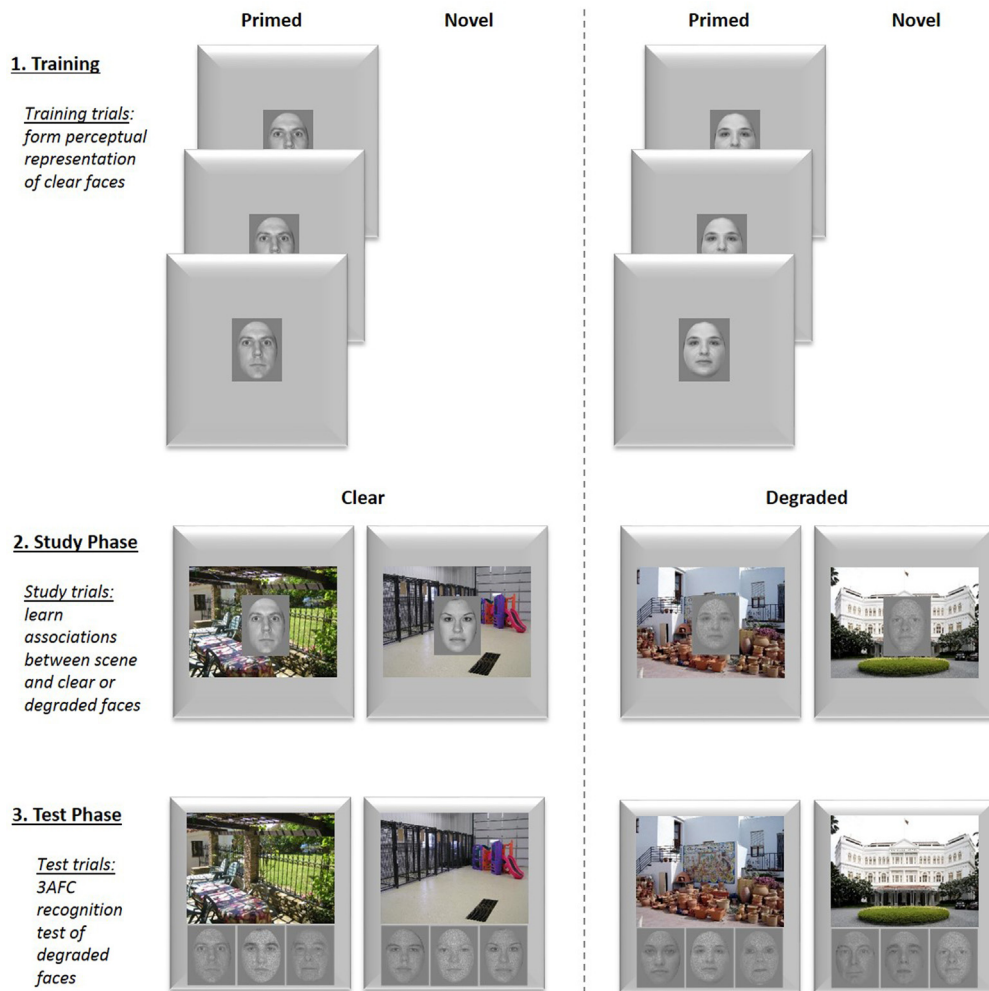 Primed Novel Primed Novel
1. Training
Training trials:
form perceptual
representation
of clear faces
Clear Degraded
2. Study Phase
Study trials:
learn
associations
between scene
and clear or
degraded faces
3. Test Phase
Test trials:
3AFC
recognition
test of
degraded
faces